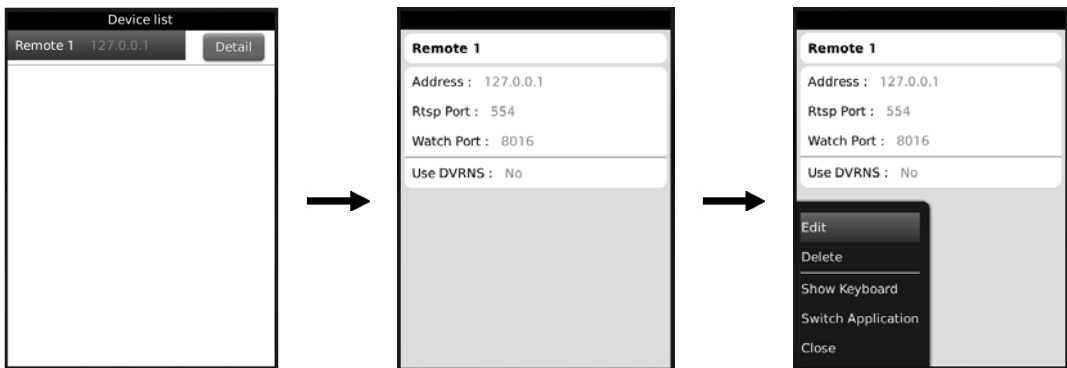 Device list
Remote 1 127.0.0.1 Detail
Remote 1
Address : 127.0.0.1
Rtsp Port : 554
Watch Port : 8016
Use DVRNS : No
Remote 1
Address : 127.0.0.1
Rtsp Port : 554
Watch Port : 8016
Use DVRNS : No
Edit
Delete
Show Keyboard
Switch Application
Close